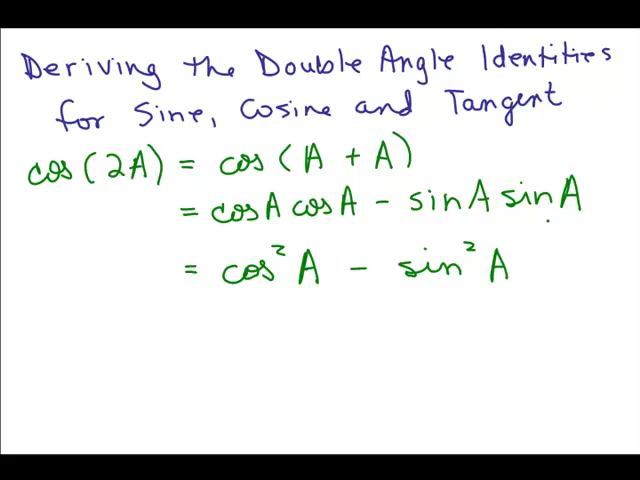 Deriving the Double Angle Identities
for Sine, Cosine and Tangent
cos(2A) = cos(A + A)
= cosA cosA - sinA sinA
= cos²A - sin²A